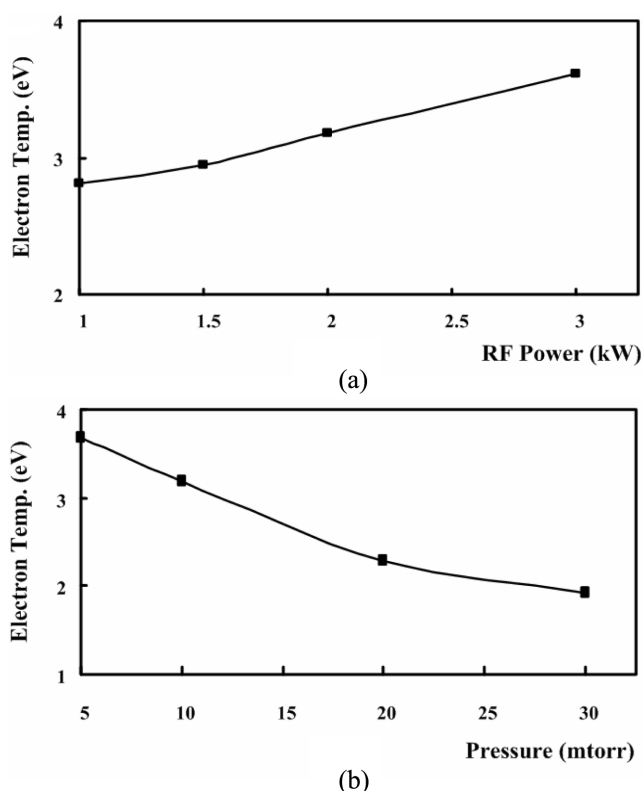 4
3
2
Electron Temp. (eV)
1 1.5 2 2.5 3
RF Power (kW)
(a)
4
3
2
1
Electron Temp. (eV)
5 10 15 20 25 30
Pressure (mtorr)
(b)